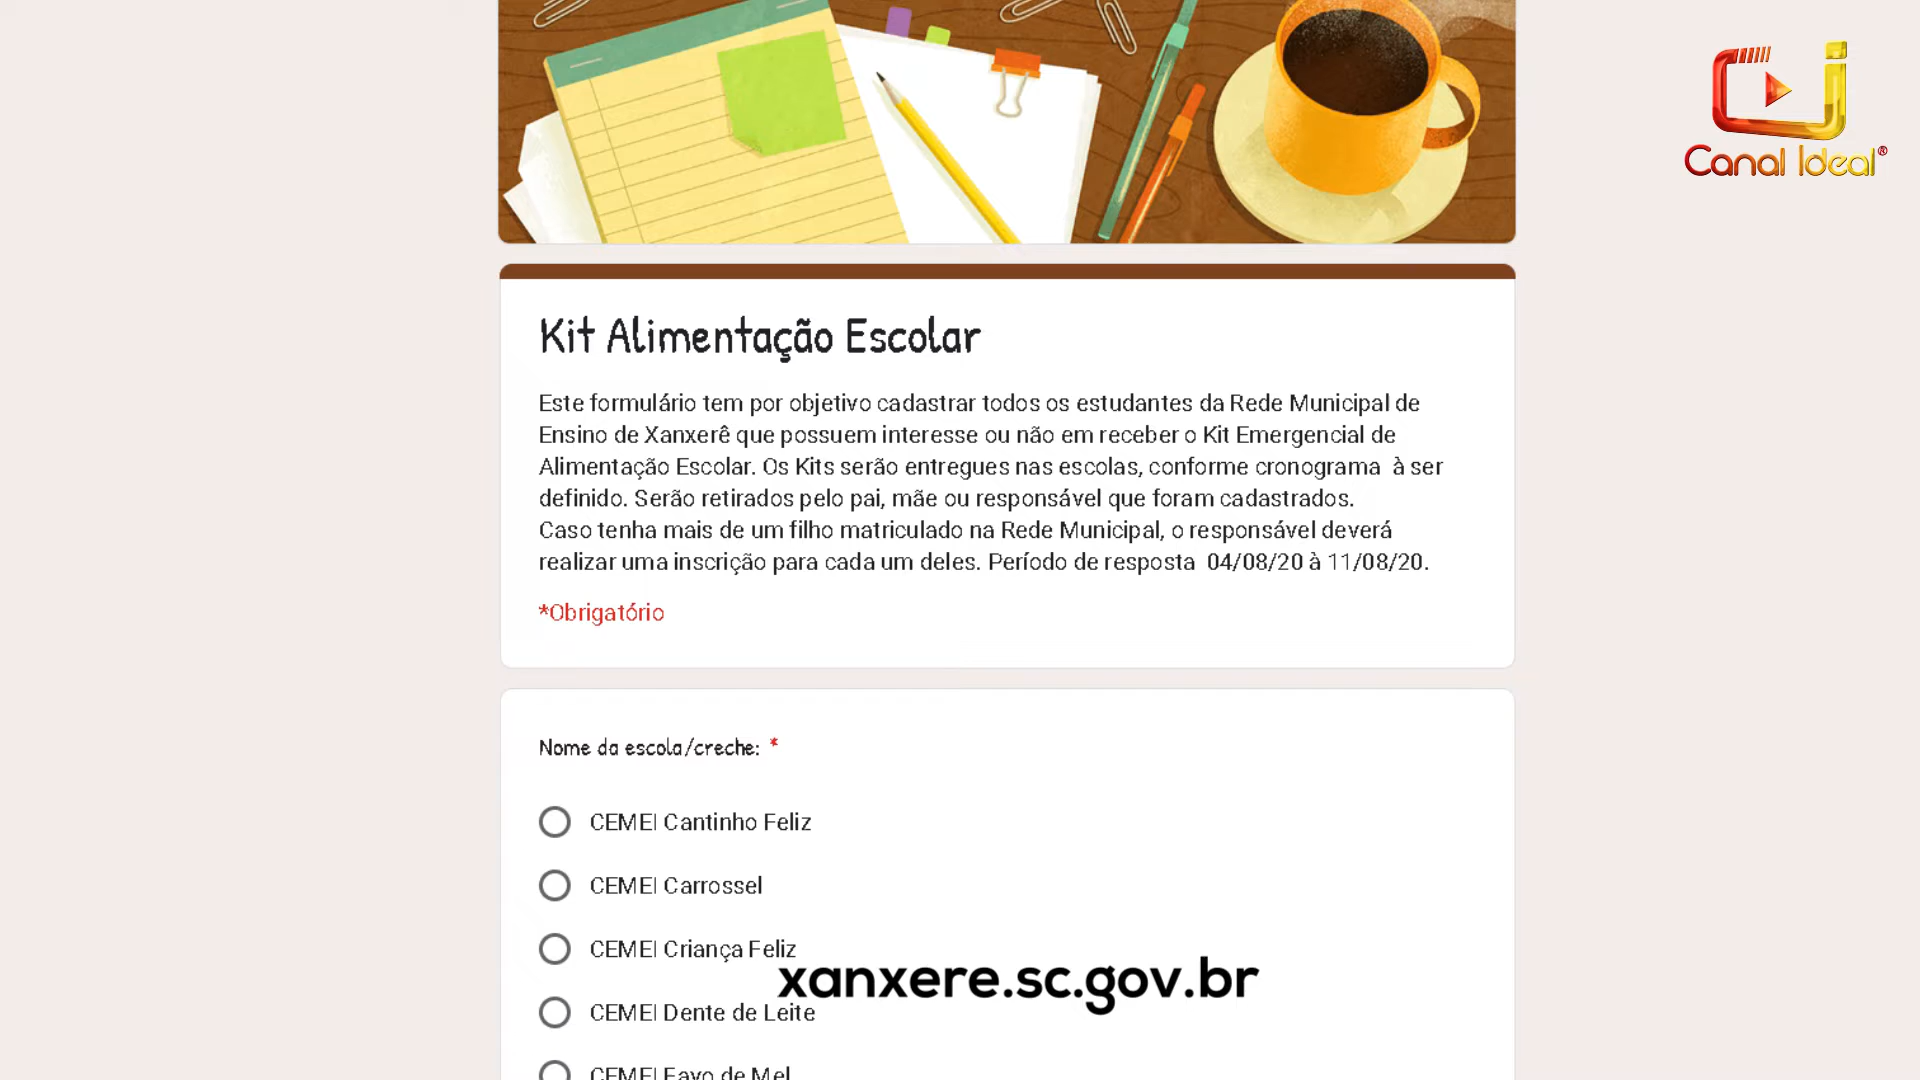 Canal Ideal®
Kit Alimentação Escolar
Este formulário tem por objetivo cadastrar todos os estudantes da Rede Municipal de
Ensino de Xanxerê que possuem interesse ou não em receber o Kit Emergencial de
Alimentação Escolar. Os Kits serão entregues nas escolas, conforme cronograma  à ser
definido. Serão retirados pelo pai, mãe ou responsável que foram cadastrados.
Caso tenha mais de um filho matriculado na Rede Municipal, o responsável deverá
realizar uma inscrição para cada um deles. Período de resposta  04/08/20 à 11/08/20.
*Obrigatório
Nome da escola/creche: *
CEMEI Cantinho Feliz
CEMEI Carrossel
CEMEI Criança Feliz
xanxere.sc.gov.br
CEMEI Dente de Leite
CEMEI Favo de Mel